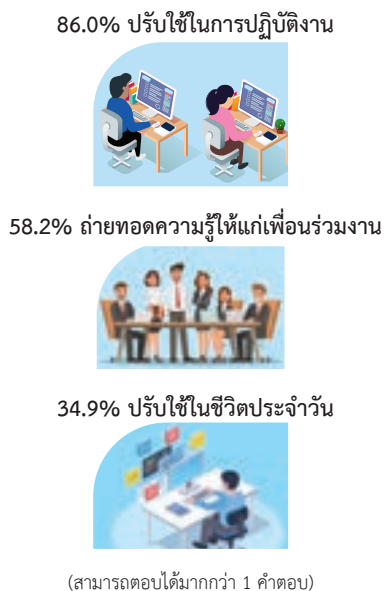 86.0% ปรับใช้ในการปฏิบัติงาน
58.2% ถ่ายทอดความรู้ให้แก่เพื่อนร่วมงาน
34.9% ปรับใช้ในชีวิตประจำวัน
(สามารถตอบได้มากกว่า 1 คำตอบ)